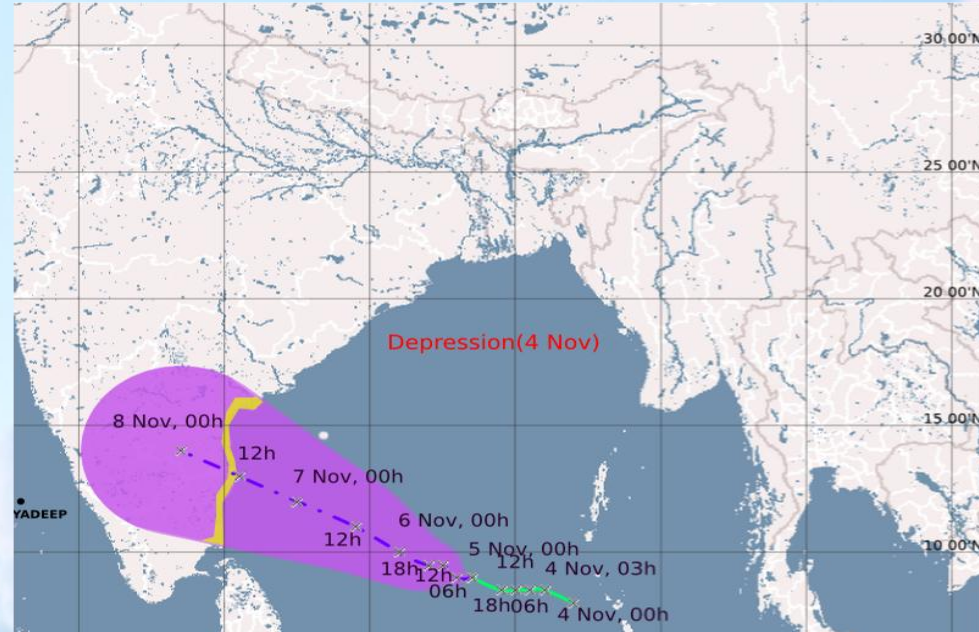 30 00'N
25 00'N
20 00'N
Depression(4 Nov)
15 00'N
8 Nov, 00h
12h
7 Nov, 00h
YADEEP
6 Nov, 00h
12h
10 00'N
5 Nov, 00h
12h
4 Nov, 03h
18h
12h
06h
18h
06h
4 Nov, 00h